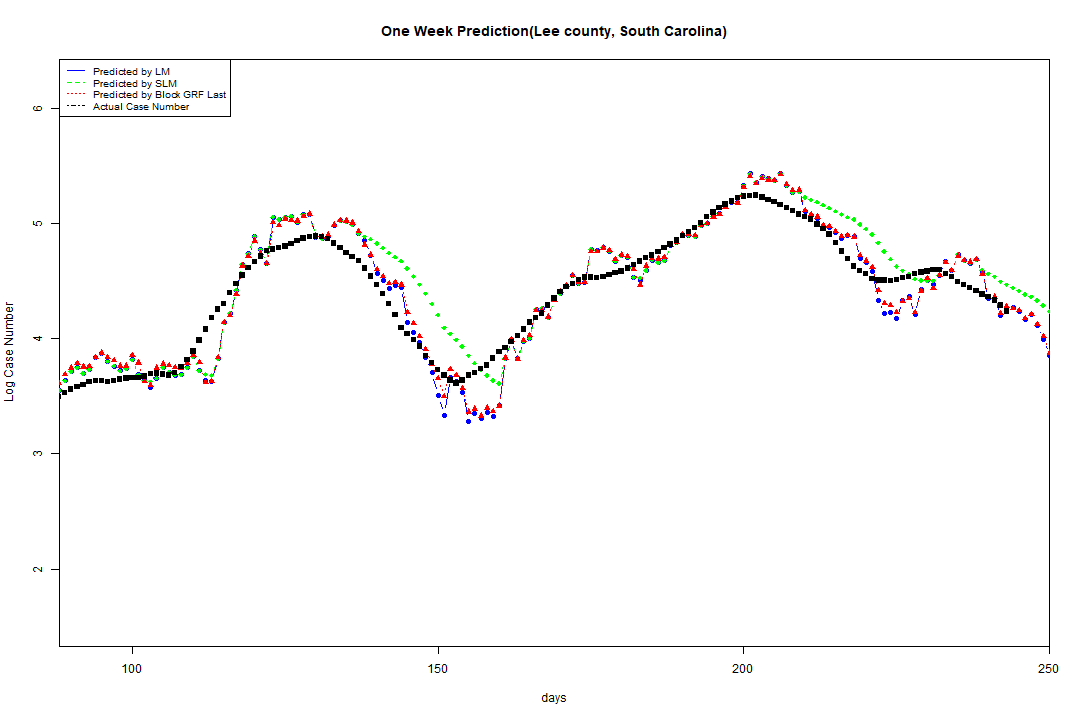 One Week Prediction(Lee county, South Carolina)
Predicted by LM
Predicted by SLM
Predicted by Block GRF Last
Actual Case Number
6
5
4
3
2
Log Case Number
100 150 200 250
days